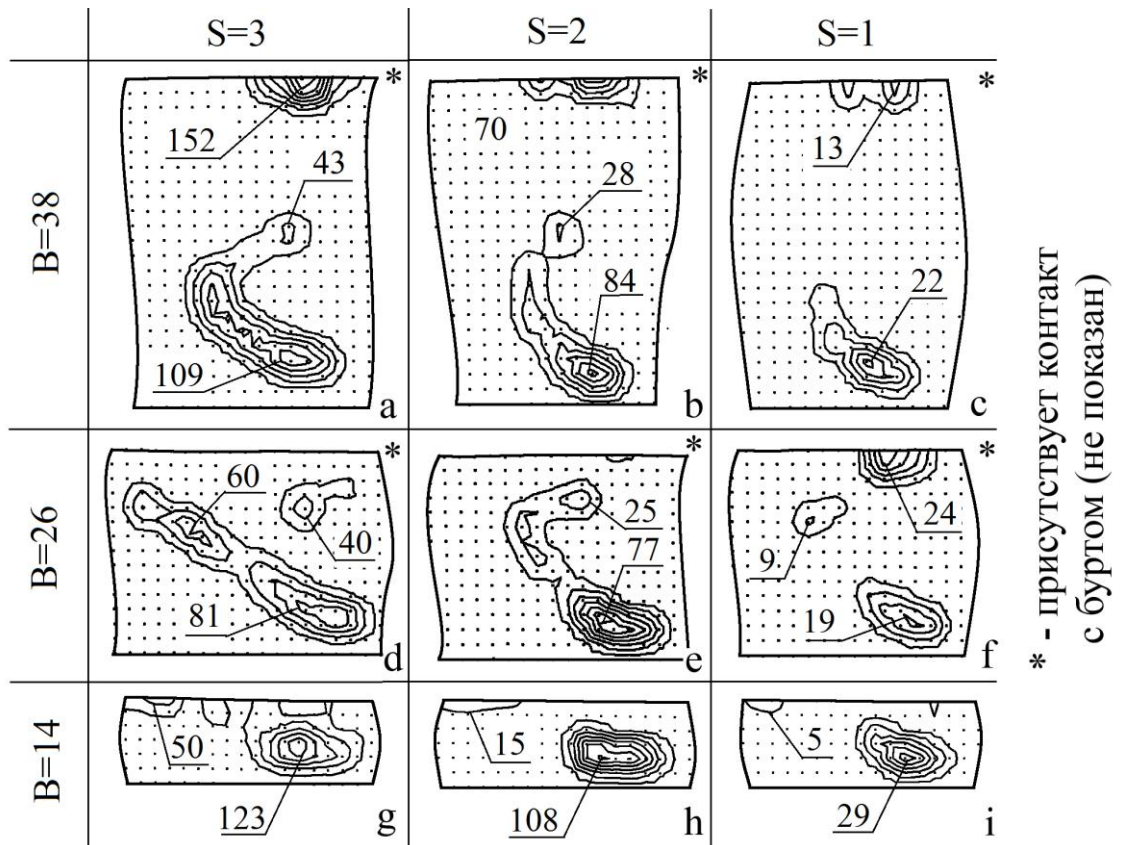 S=3 S=2 S=1
B=38
* * *
152 43 70 28 13
109 84 22
a b c
B=26
* * *
60 40 25 9 24
81 77 19
d e f
B=14
50 15 5
123 108 29
g h i
* - присутствует контакт
с буртом (не показан)